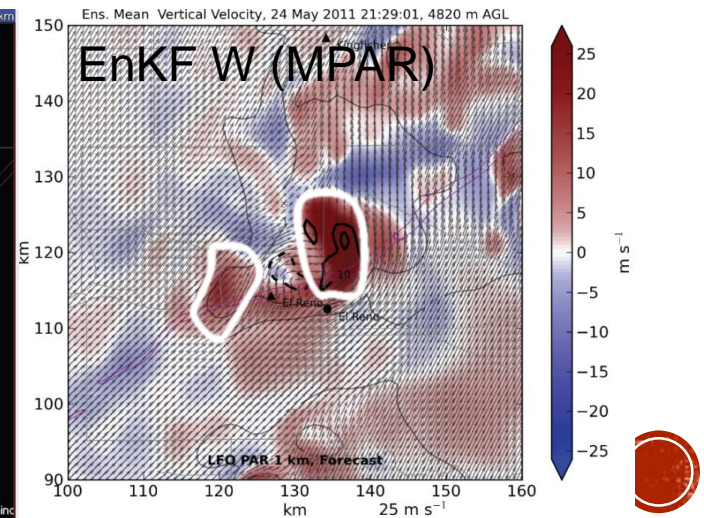 km
Ens. Mean Vertical Velocity, 24 May 2011 21:29:01, 4820 m AGL
EnKF W (MPAR)
Kingfisher
150
140
130
120
110
100
90
km
10
El Reno
El Reno
LFO PAR 1 km, Forecast
100 110 120 130 140 150 160
km 25 m s⁻¹
25
20
15
10
5
0
−5
−10
−15
−20
−25
m s⁻¹